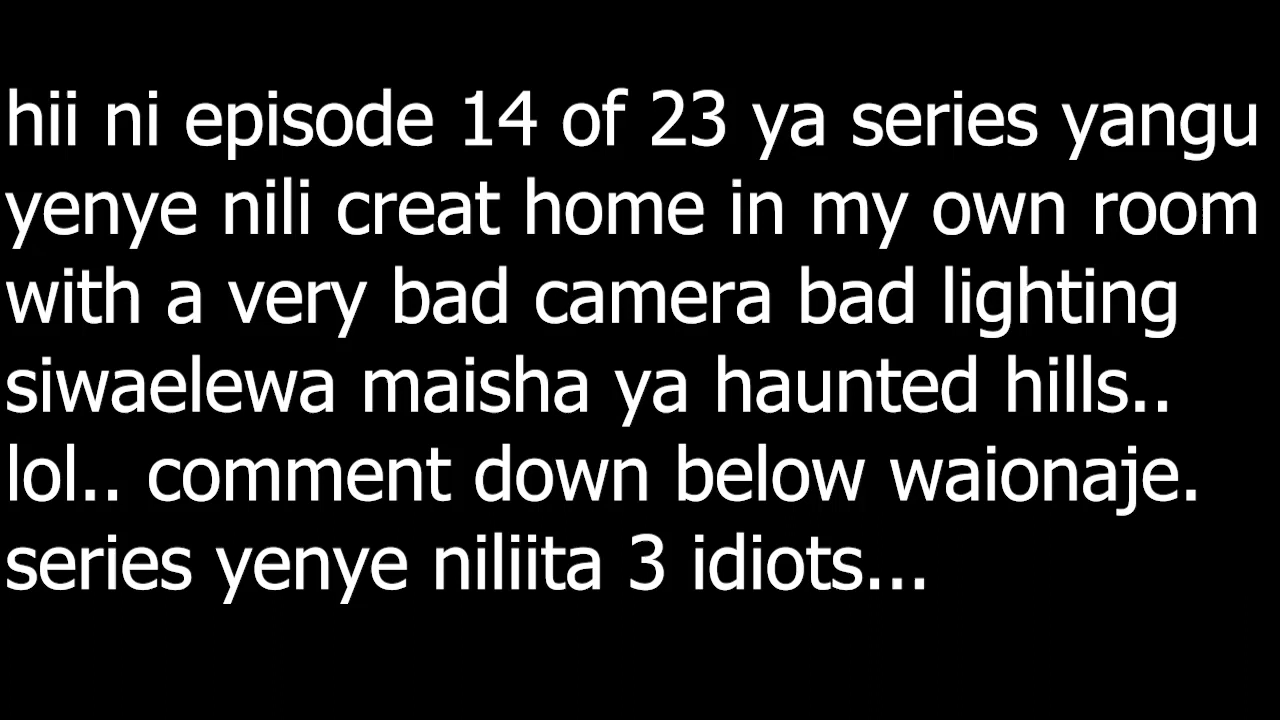 hii ni episode 14 of 23 ya series yangu
yenye nili creat home in my own room
with a very bad camera bad lighting
siwaelewa maisha ya haunted hills..
lol.. comment down below waionaje.
series yenye niliita 3 idiots...